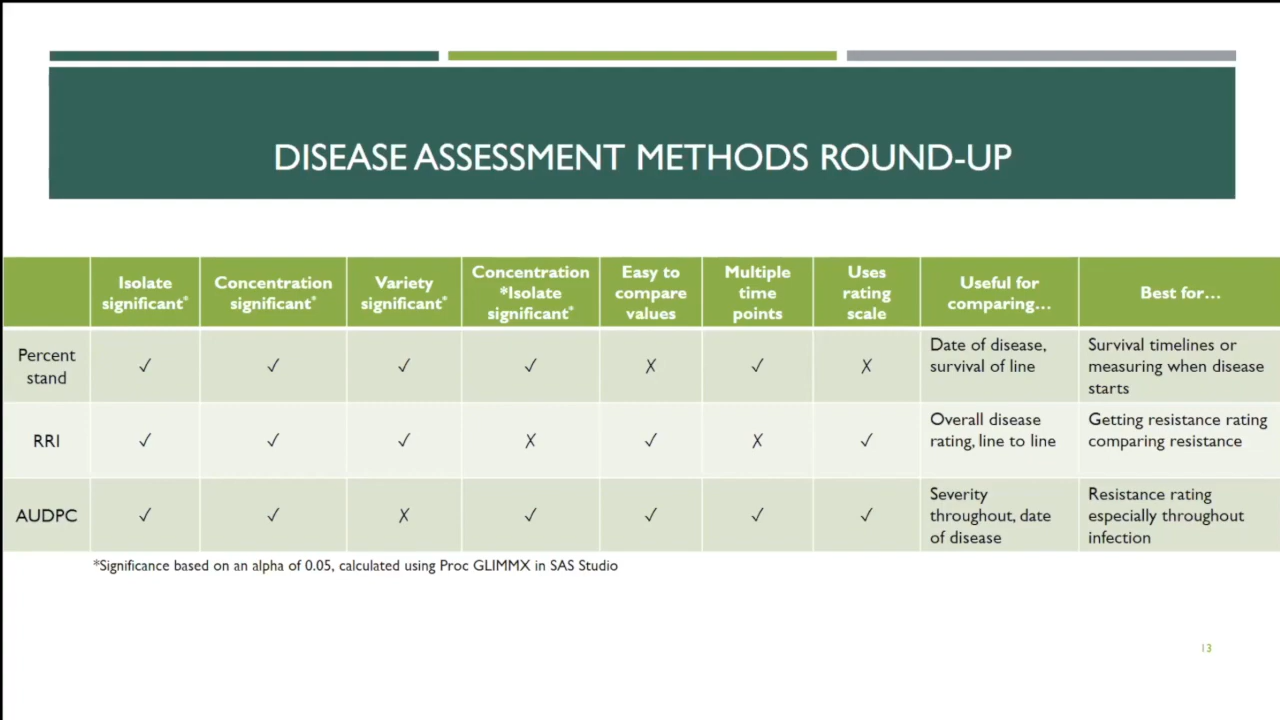 DISEASE ASSESSMENT METHODS ROUND-UP
Isolate
significant*
Concentration
significant*
Variety
significant*
Concentration
*Isolate
significant*
Easy to
compare
values
Multiple
time
points
Uses
rating
scale
Useful for
comparing…
Best for…
Percent
stand
✓
✓
✓
✓
✗
✓
✗
Date of disease,
survival of line
Survival timelines or
measuring when disease
starts
RRI
✓
✓
✓
✗
✓
✗
✓
Overall disease
rating, line to line
Getting resistance rating
comparing resistance
AUDPC
✓
✓
✗
✓
✓
✓
✓
Severity
throughout, date
of disease
Resistance rating
especially throughout
infection
*Significance based on an alpha of 0.05, calculated using Proc GLIMMX in SAS Studio
13